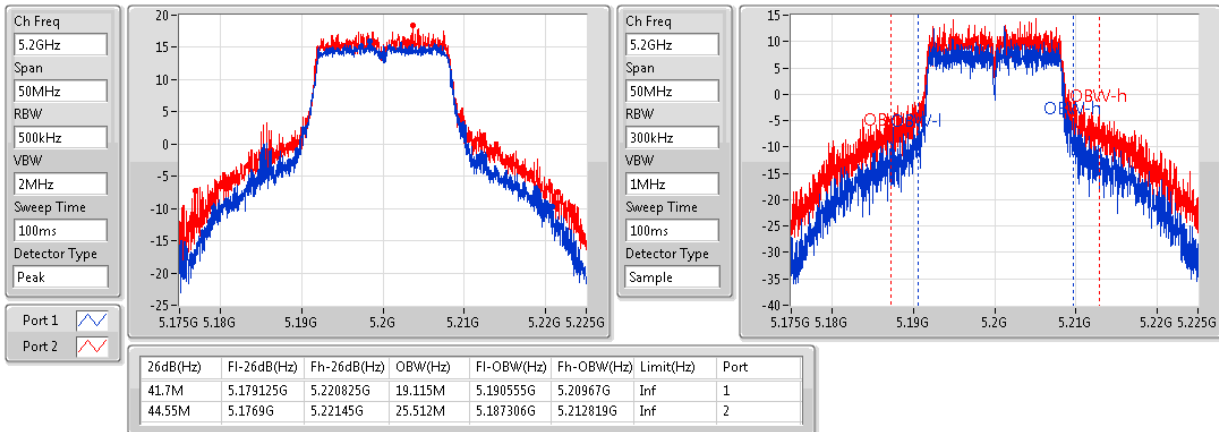 Ch Freq
5.2GHz
Span
50MHz
RBW
500kHz
VBW
2MHz
Sweep Time
100ms
Detector Type
Peak
Port 1
Port 2
20
15
10
5
0
-5
-10
-15
-20
-25
5.175G 5.18G 5.19G 5.2G 5.21G 5.22G 5.225G
Ch Freq
5.2GHz
Span
50MHz
RBW
300kHz
VBW
1MHz
Sweep Time
100ms
Detector Type
Sample
15
10
5
0
-5
-10
-15
-20
-25
-30
-35
-40
OBW-l
OBW-h
OBW-h
5.175G 5.18G 5.19G 5.2G 5.21G 5.22G 5.225G
26dB(Hz) Fl-26dB(Hz) Fh-26dB(Hz) OBW(Hz) Fl-OBW(Hz) Fh-OBW(Hz) Limit(Hz) Port
41.7M 5.179125G 5.220825G 19.115M 5.190555G 5.20967G Inf 1
44.55M 5.1769G 5.22145G 25.512M 5.187306G 5.212819G Inf 2